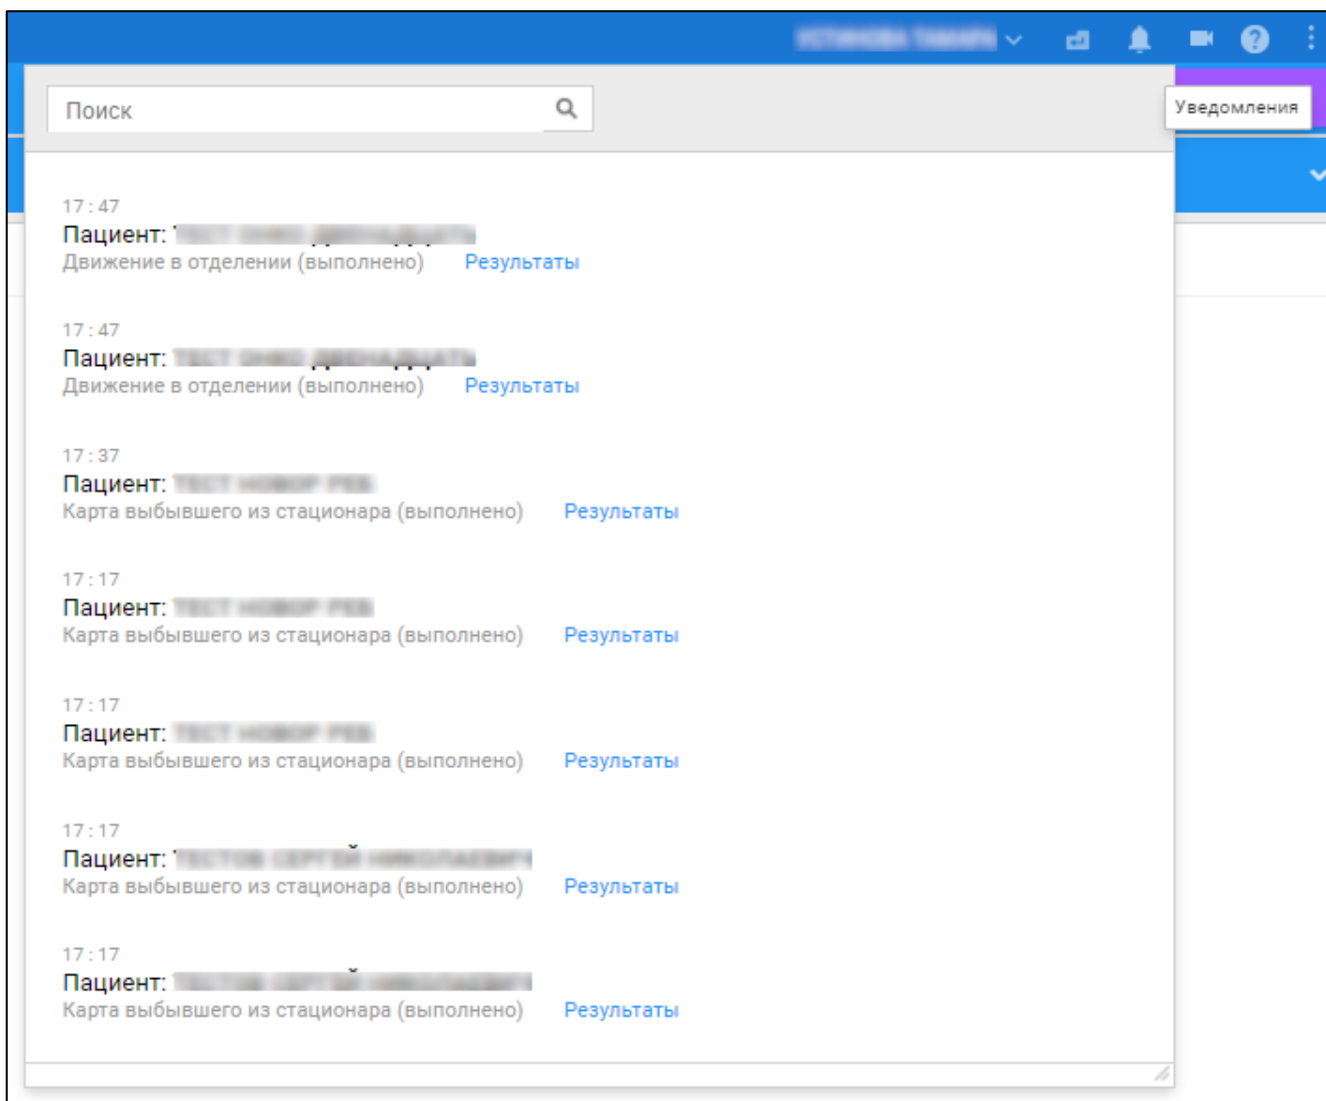 Поиск
Уведомления
17:47
Пациент:
Движение в отделении (выполнено) Результаты
17:47
Пациент:
Движение в отделении (выполнено) Результаты
17:37
Пациент:
Карта выбывшего из стационара (выполнено) Результаты
17:17
Пациент:
Карта выбывшего из стационара (выполнено) Результаты
17:17
Пациент:
Карта выбывшего из стационара (выполнено) Результаты
17:17
Пациент:
Карта выбывшего из стационара (выполнено) Результаты
17:17
Пациент:
Карта выбывшего из стационара (выполнено) Результаты